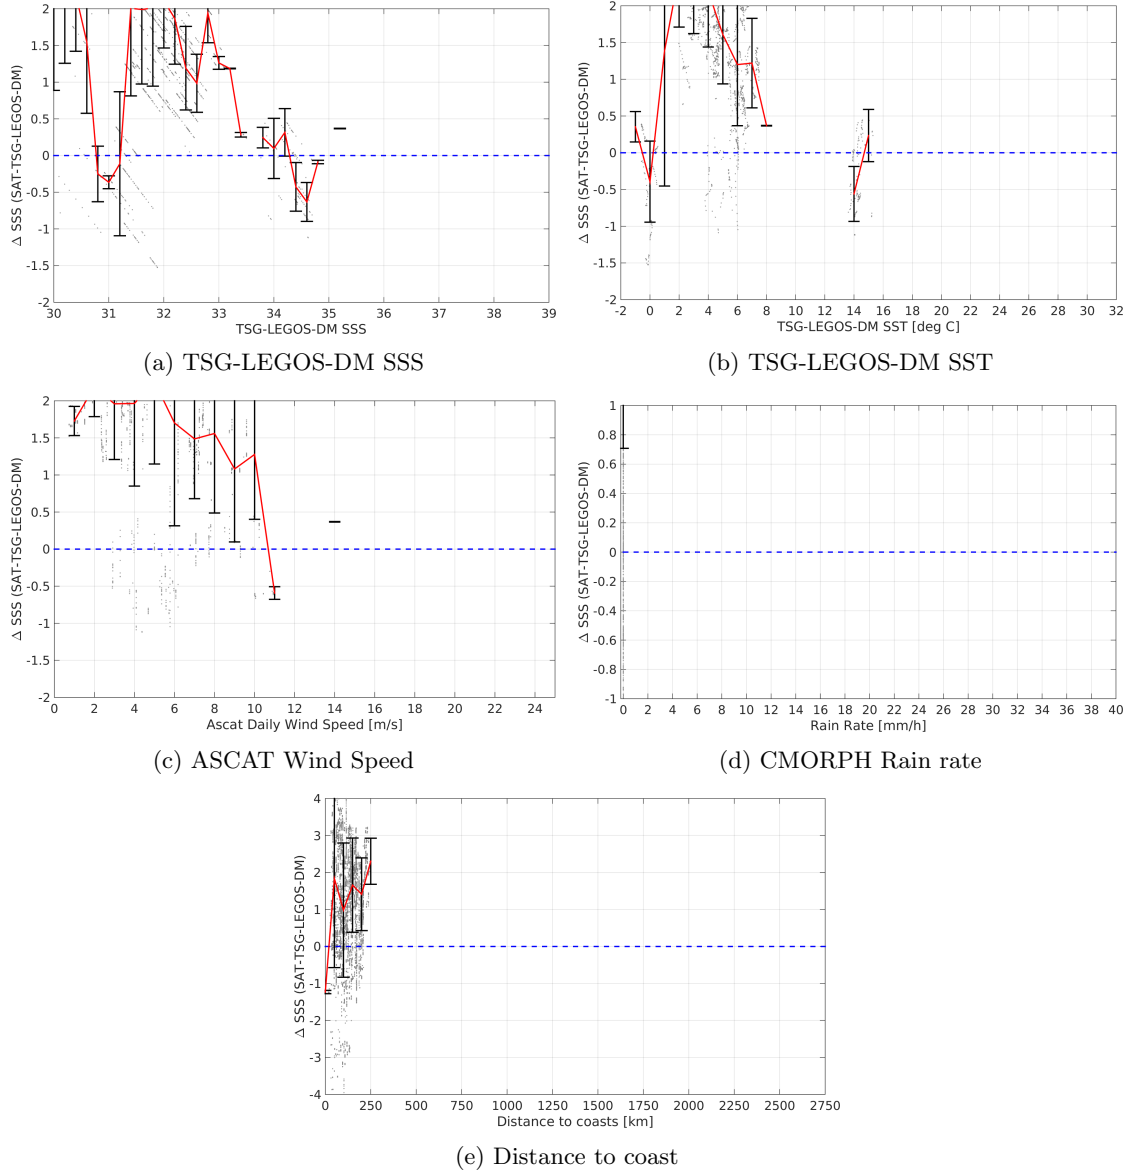 2
1.5
1
0.5
0
-0.5
-1
-1.5
-2
Δ SSS (SAT-TSG-LEGOS-DM)
30 31 32 33 34 35 36 37 38 39
TSG-LEGOS-DM SSS
(a) TSG-LEGOS-DM SSS
2
1.5
1
0.5
0
-0.5
-1
-1.5
-2
Δ SSS (SAT-TSG-LEGOS-DM)
-2 0 2 4 6 8 10 12 14 16 18 20 22 24 26 28 30 32
TSG-LEGOS-DM SST [deg C]
(b) TSG-LEGOS-DM SST
2
1.5
1
0.5
0
-0.5
-1
-1.5
-2
Δ SSS (SAT-TSG-LEGOS-DM)
0 2 4 6 8 10 12 14 16 18 20 22 24
Ascat Daily Wind Speed [m/s]
(c) ASCAT Wind Speed
1
0.8
0.6
0.4
0.2
0
-0.2
-0.4
-0.6
-0.8
-1
Δ SSS (SAT-TSG-LEGOS-DM)
0 2 4 6 8 10 12 14 16 18 20 22 24 26 28 30 32 34 36 38 40
Rain Rate [mm/h]
(d) CMORPH Rain rate
4
3
2
1
0
-1
-2
-3
-4
Δ SSS (SAT-TSG-LEGOS-DM)
0 250 500 750 1000 1250 1500 1750 2000 2250 2500 2750
Distance to coasts [km]
(e) Distance to coast